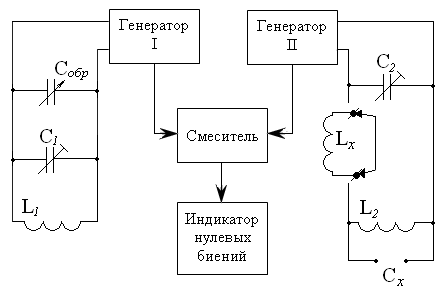 Генератор
I
Генератор
II
Cобр
C2
C1
Смеситель
Lx
L1
Индикатор
нулевых
биений
L2
Cx